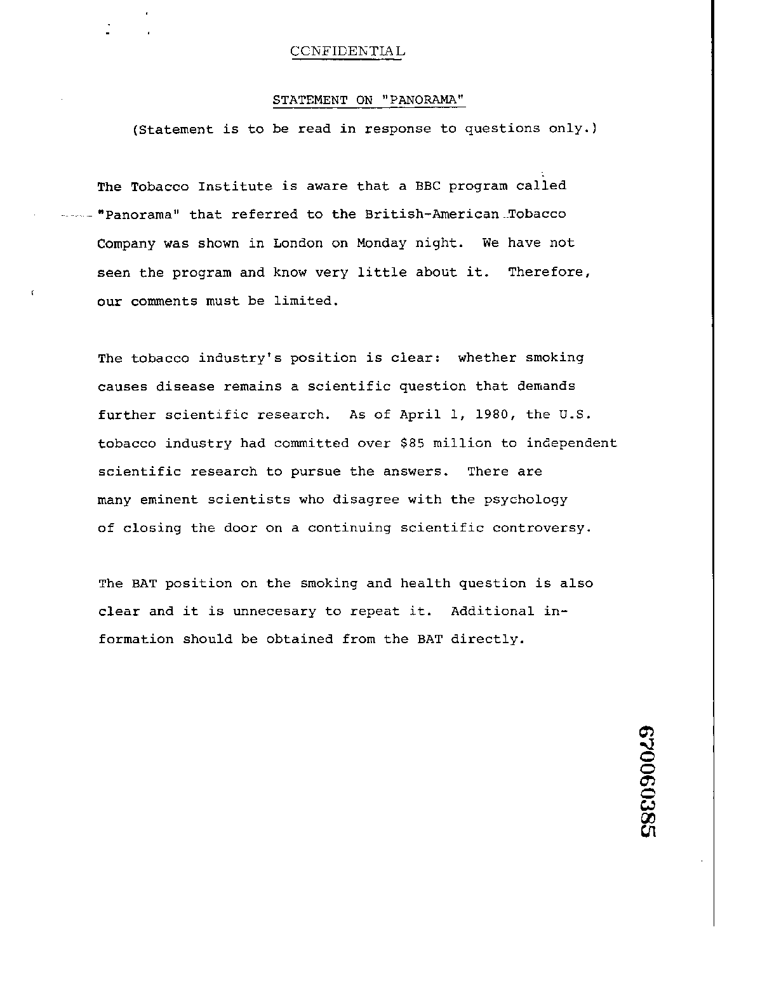 CONFIDENTIAL
STATEMENT ON "PANORAMA"
(Statement is to be read in response to questions only.)
The Tobacco Institute is aware that a BBC program called
"Panorama" that referred to the British-American Tobacco
Company was shown in London on Monday night. We have not
seen the program and know very little about it. Therefore,
our comments must be limited.
The tobacco industry's position is clear: whether smoking
causes disease remains a scientific question that demands
further scientific research. As of April 1, 1980, the U.S.
tobacco industry had committed over $85 million to independent
scientific research to pursue the answers. There are
many eminent scientists who disagree with the psychology
of closing the door on a continuing scientific controversy.
The BAT position on the smoking and health question is also
clear and it is unnecesary to repeat it. Additional in-
formation should be obtained from the BAT directly.
670060385